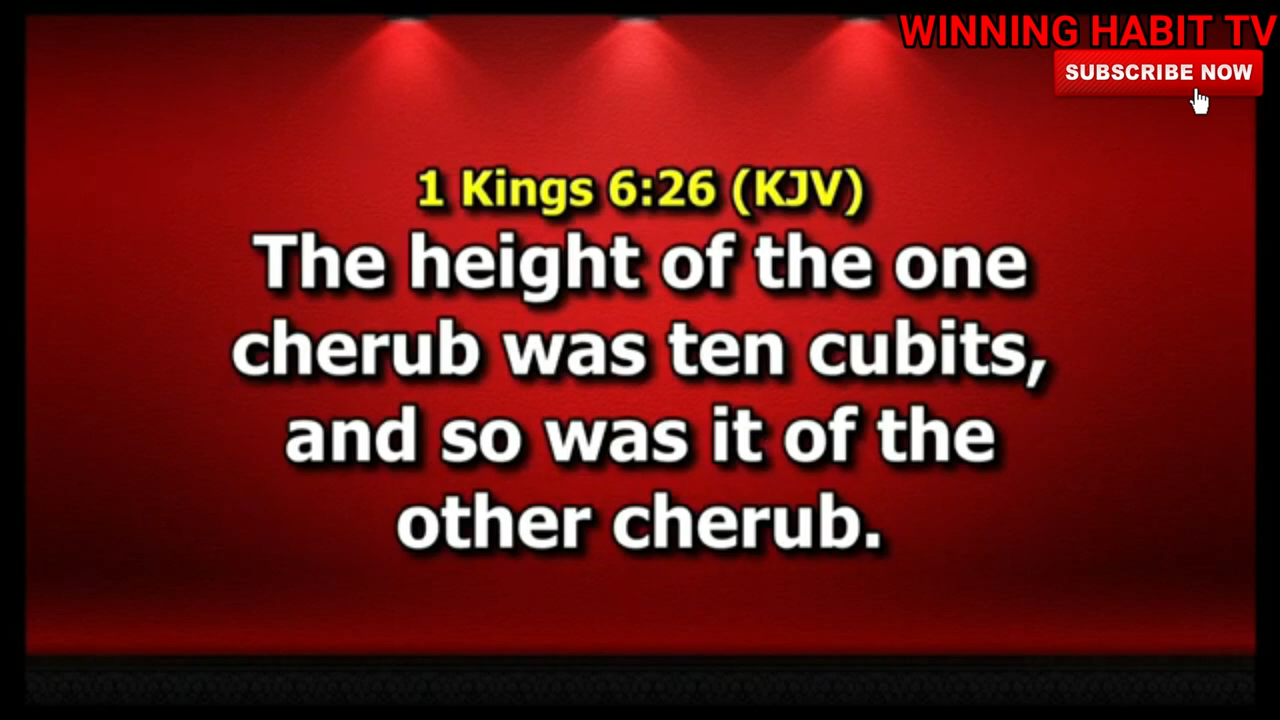 WINNING HABIT TV
SUBSCRIBE NOW
1 Kings 6:26 (KJV)
The height of the one
cherub was ten cubits,
and so was it of the
other cherub.